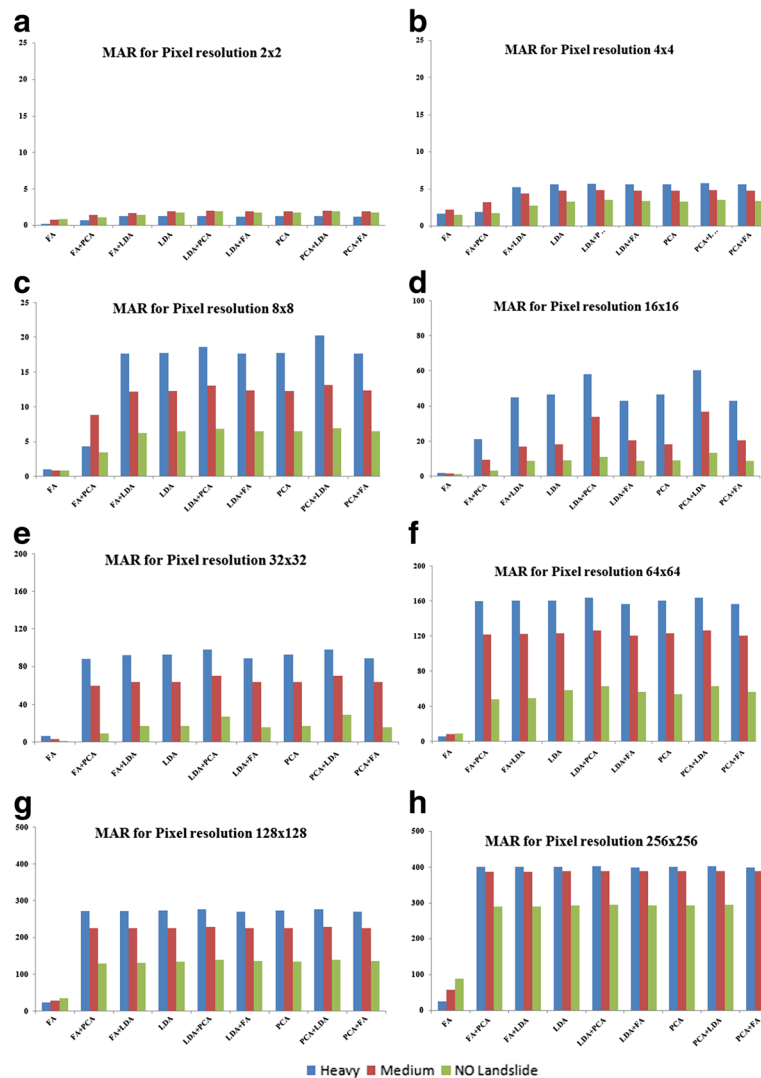 a
MAR for Pixel resolution 2x2
25
20
15
10
5
0
FA
FA+PCA
FA+LDA
LDA
LDA+PCA
LDA+FA
PCA
PCA+LDA
PCA+FA
b
MAR for Pixel resolution 4x4
25
20
15
10
5
0
FA
FA+PCA
FA+LDA
LDA
LDA+P...
LDA+FA
PCA
PCA+L...
PCA+FA
c
MAR for Pixel resolution 8x8
25
20
15
10
5
0
FA
FA+PCA
FA+LDA
LDA
LDA+PCA
LDA+FA
PCA
PCA+LDA
PCA+FA
d
MAR for Pixel resolution 16x16
100
80
60
40
20
0
FA
FA+PCA
FA+LDA
LDA
LDA+PCA
LDA+FA
PCA
PCA+LDA
PCA+FA
e
MAR for Pixel resolution 32x32
200
160
120
80
40
0
FA
FA+PCA
FA+LDA
LDA
LDA+PCA
LDA+FA
PCA
PCA+LDA
PCA+FA
f
MAR for Pixel resolution 64x64
200
160
120
80
40
0
FA
FA+PCA
FA+LDA
LDA
LDA+PCA
LDA+FA
PCA
PCA+LDA
PCA+FA
g
MAR for Pixel resolution 128x128
500
400
300
200
100
0
FA
FA+PCA
FA+LDA
LDA
LDA+PCA
LDA+FA
PCA
PCA+LDA
PCA+FA
h
MAR for Pixel resolution 256x256
500
400
300
200
100
0
FA
FA+PCA
FA+LDA
LDA
LDA+PCA
LDA+FA
PCA
PCA+LDA
PCA+FA
Heavy Medium NO Landslide